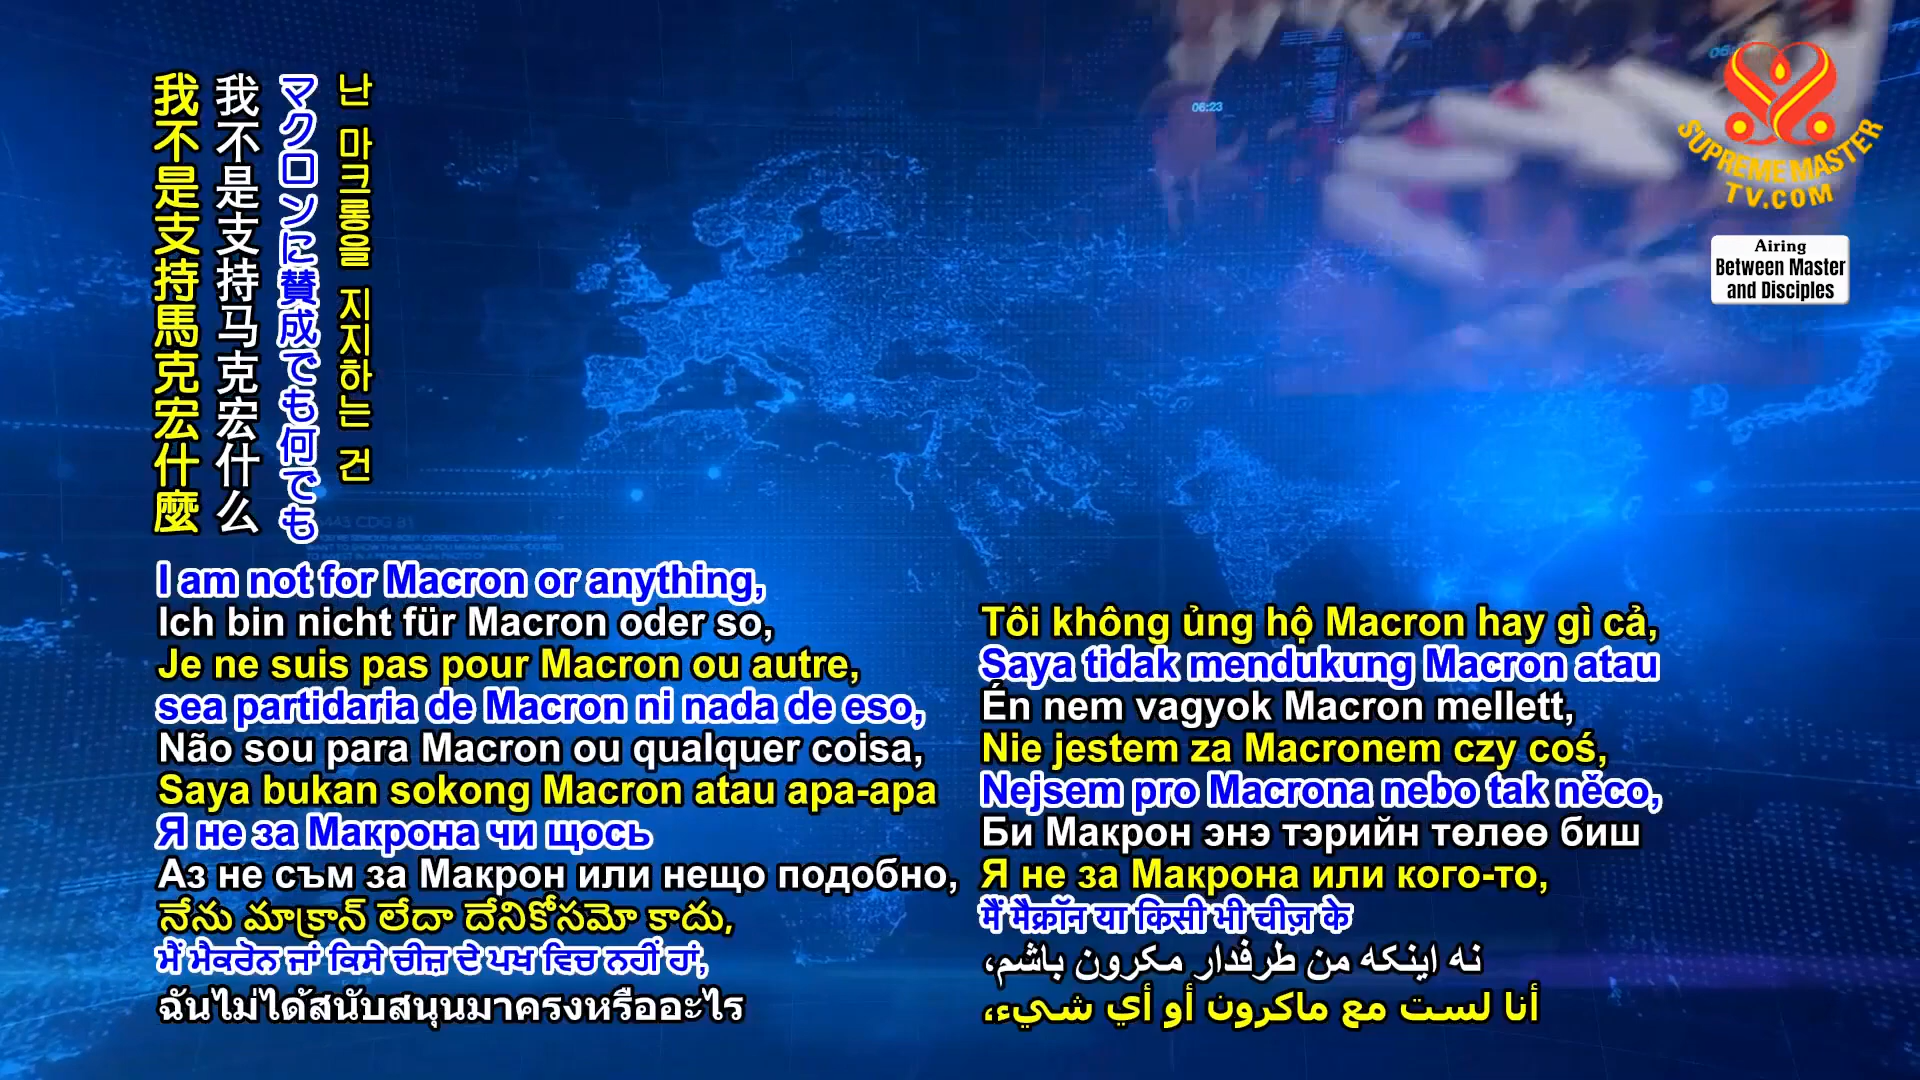 我不是支持馬克宏什麼
我不是支持马克宏什么
マクロンに賛成でも何でも
난 마크롱을 지지하는 건
I am not for Macron or anything,
Ich bin nicht für Macron oder so,
Je ne suis pas pour Macron ou autre,
sea partidaria de Macron ni nada de eso,
Não sou para Macron ou qualquer coisa,
Saya bukan sokong Macron atau apa-apa
Я не за Макрона чи щось
Аз не съм за Макрон или нещо подобно,
నేను మాక్రాన్ లేదా దేనికోసమో కాదు,
ਮੈਂ ਮੈਕਰੋਨ ਜਾਂ ਕਿਸੇ ਚੀਜ਼ ਦੇ ਪਖ ਵਿਚ ਨਹੀਂ ਹਾਂ,
ฉันไม่ได้สนับสนุนมาครงหรืออะไร
Tôi không ủng hộ Macron hay gì cả,
Saya tidak mendukung Macron atau
Én nem vagyok Macron mellett,
Nie jestem za Macronem czy coś,
Nejsem pro Macrona nebo tak něco,
Би Макрон энэ тэрийн төлөө биш
Я не за Макрона или кого-то,
मैं मैक्रॉन या किसी भी चीज़ के
نه اینکه من طرفدار مکرون باشم،
أنا لست مع ماكرون أو أي شيء،
06:23
SUPREME MASTER
TV.COM
Airing
Between Master
and Disciples